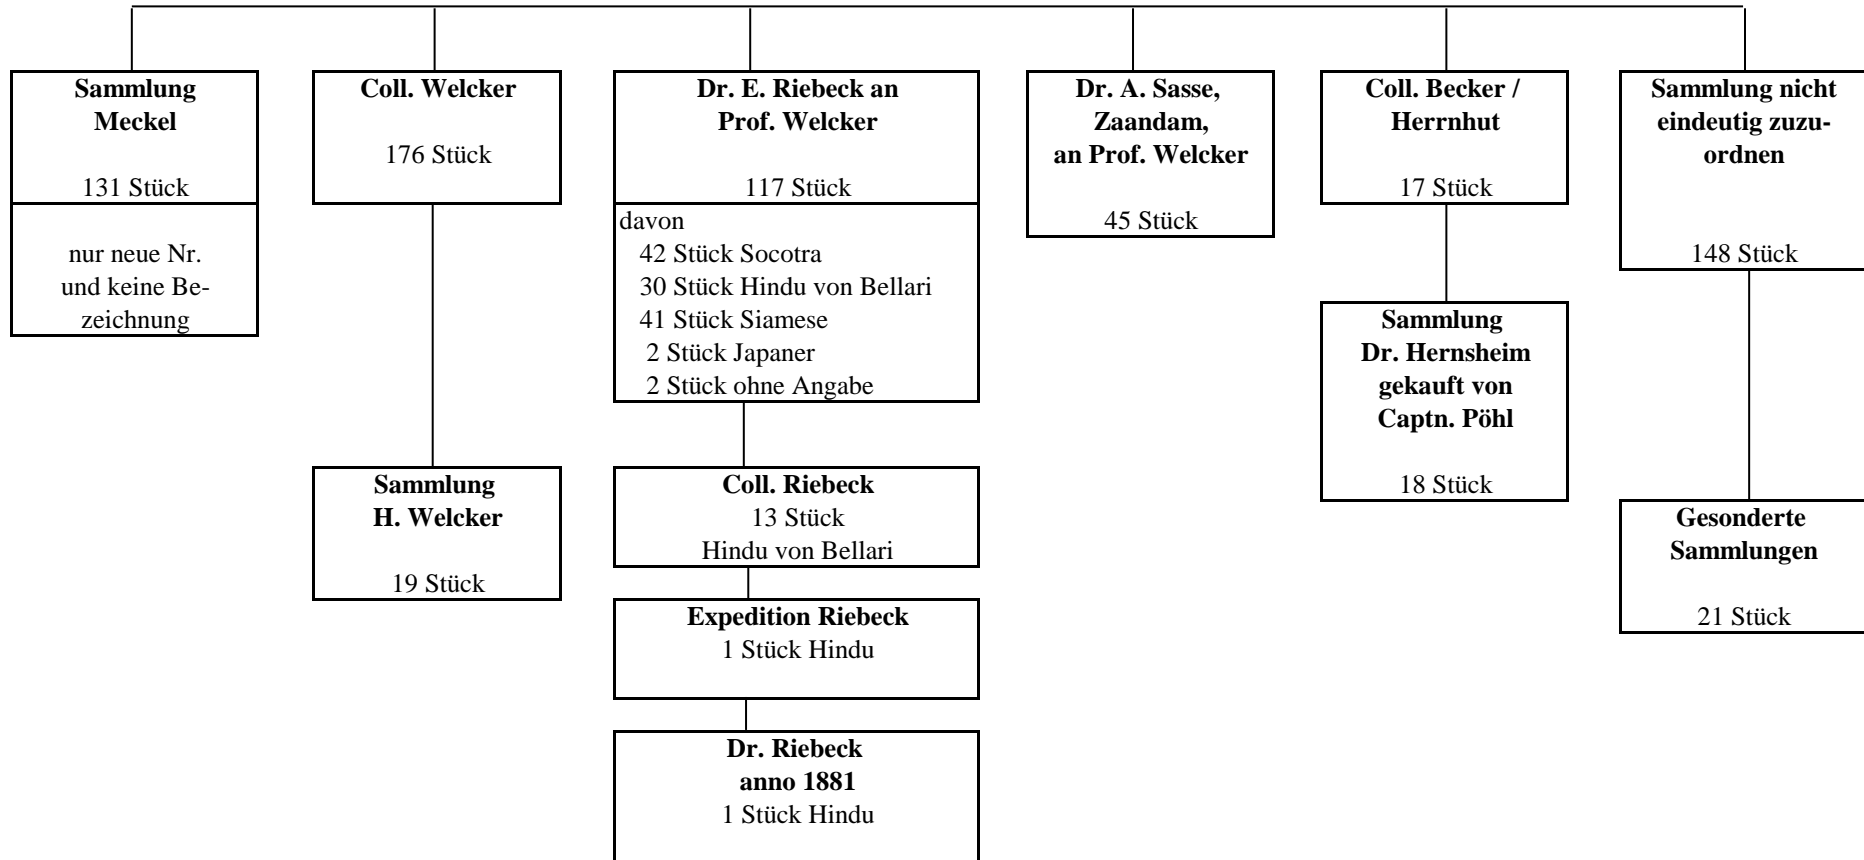 Sammlung
Meckel
131 Stück
nur neue Nr.
und keine Be-
zeichnung
Coll. Welcker
176 Stück
Sammlung
H. Welcker
19 Stück
Dr. E. Riebeck an
Prof. Welcker
117 Stück
davon
42 Stück Socotra
30 Stück Hindu von Bellari
41 Stück Siamese
2 Stück Japaner
2 Stück ohne Angabe
Coll. Riebeck
13 Stück
Hindu von Bellari
Expedition Riebeck
1 Stück Hindu
Dr. Riebeck
anno 1881
1 Stück Hindu
Dr. A. Sasse,
Zaandam,
an Prof. Welcker
45 Stück
Coll. Becker /
Herrnhut
17 Stück
Sammlung
Dr. Hernsheim
gekauft von
Captn. Pöhl
18 Stück
Sammlung nicht
eindeutig zuzu-
ordnen
148 Stück
Gesonderte
Sammlungen
21 Stück